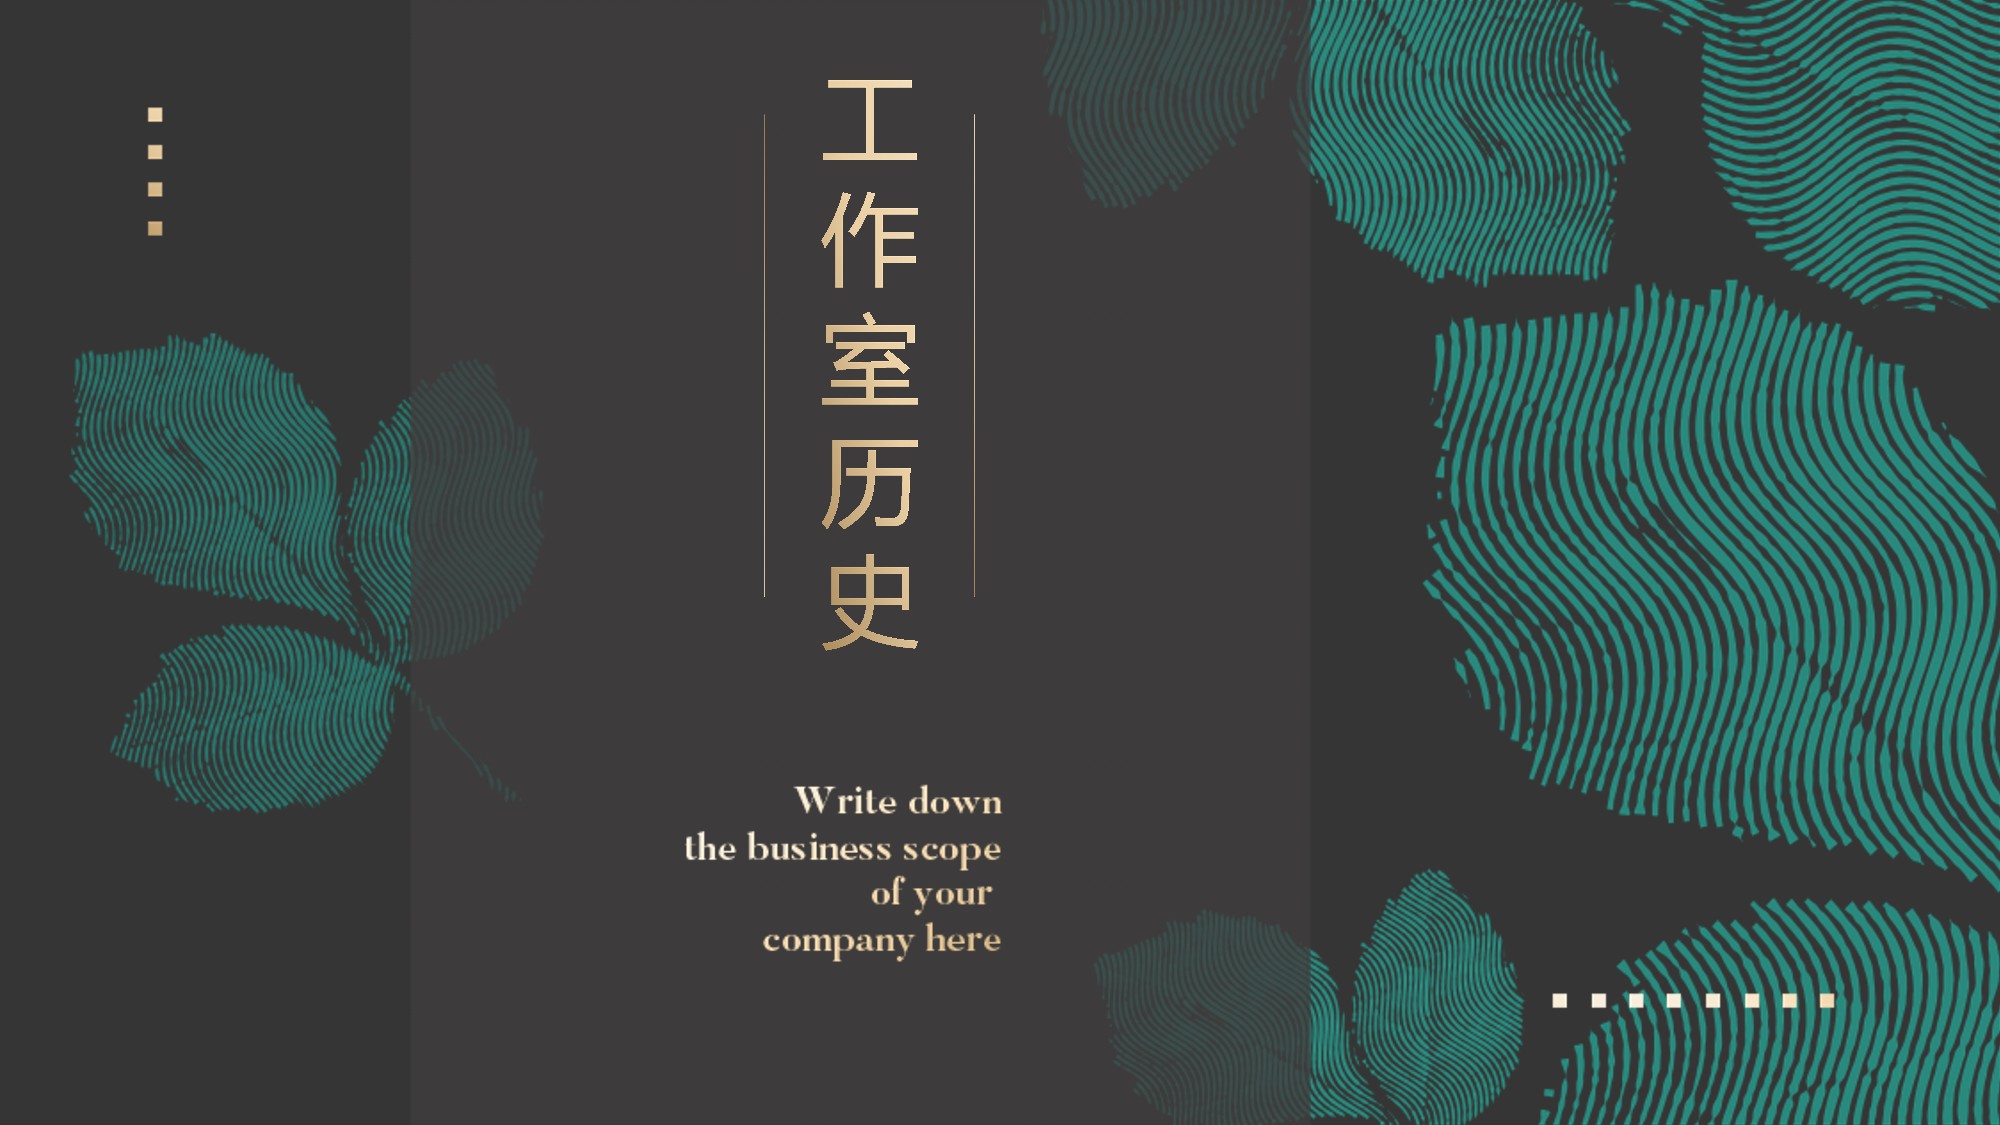 工作室历史
Write down
the business scope
of your
company here